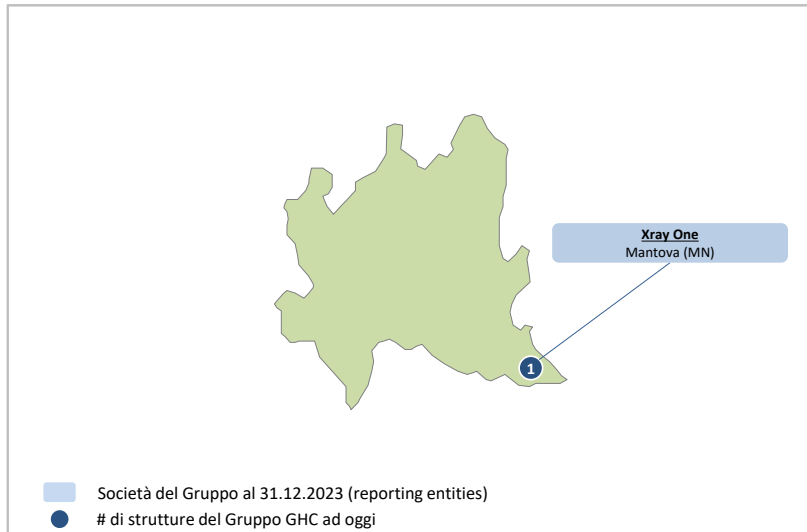 Xray One
Mantova (MN)
1
Società del Gruppo al 31.12.2023 (reporting entities)
# di strutture del Gruppo GHC ad oggi